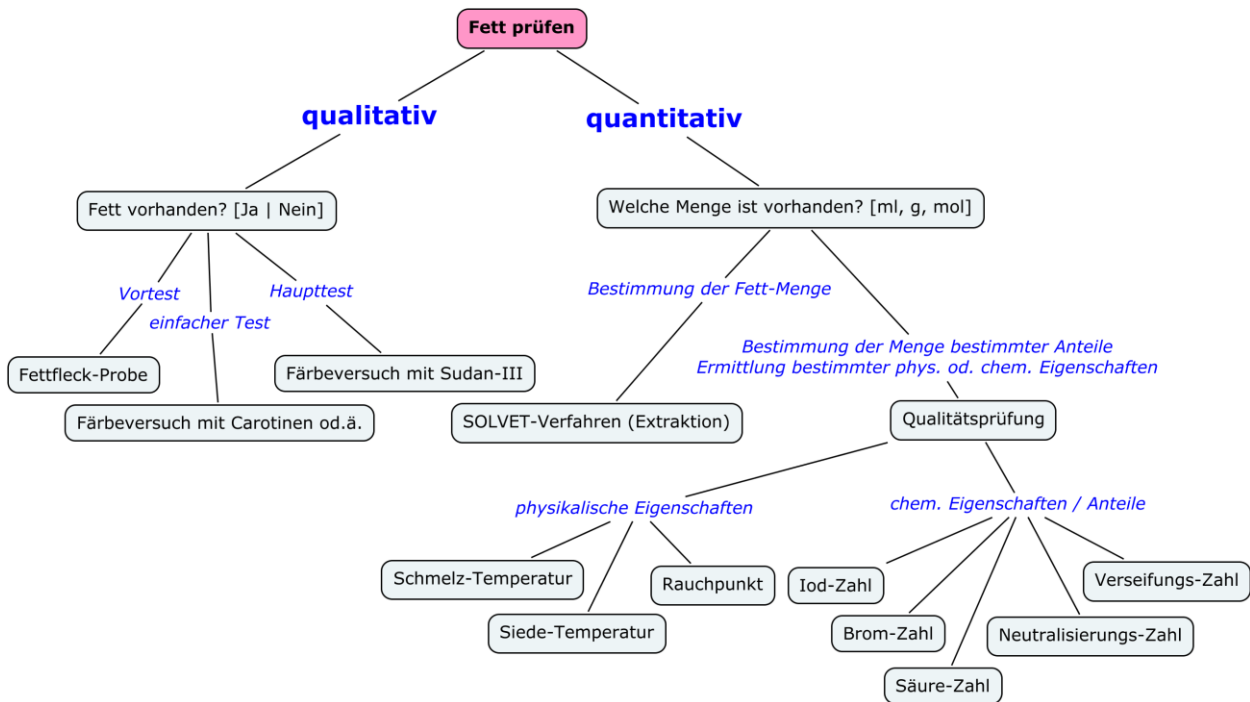 Fett prüfen
qualitativ
quantitativ
Fett vorhanden? [Ja | Nein]
Welche Menge ist vorhanden? [ml, g, mol]
Vortest
einfacher Test
Haupttest
Bestimmung der Fett-Menge
Bestimmung der Menge bestimmter Anteile
Ermittlung bestimmter phys. od. chem. Eigenschaften
Fettfleck-Probe
Färbeversuch mit Carotinen od.ä.
Färbeversuch mit Sudan-III
SOLVET-Verfahren (Extraktion)
Qualitätsprüfung
physikalische Eigenschaften
chem. Eigenschaften / Anteile
Schmelz-Temperatur
Siede-Temperatur
Rauchpunkt
Iod-Zahl
Brom-Zahl
Säure-Zahl
Neutralisierungs-Zahl
Verseifungs-Zahl